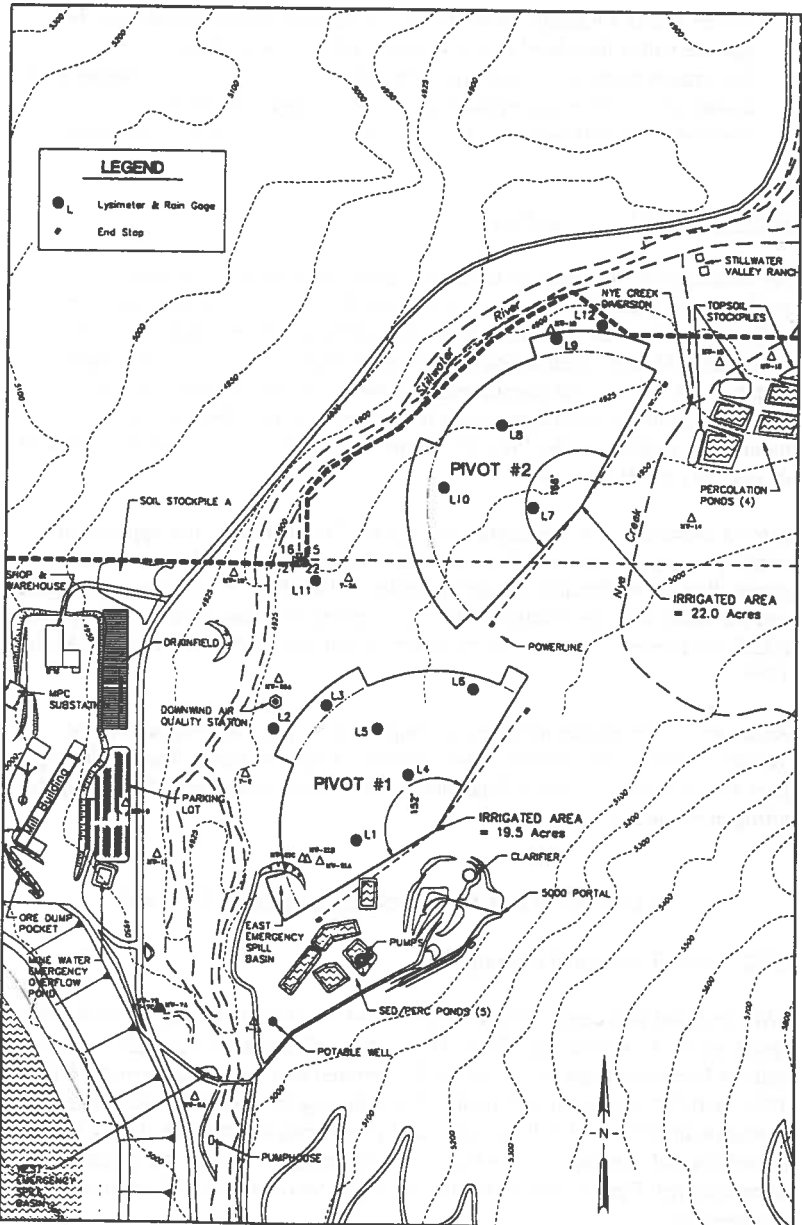 LEGEND
L Lysimeter & Rain Gage
End Stop
STILLWATER
VALLEY RANCH
NYE CREEK
DIVERSION
TOPSOIL
STOCKPILES
Stillwater River
L12
L9
L8
PIVOT #2
L10
L7
PERCOLATION
PONDS (4)
Nye Creek
IRRIGATED AREA
= 22.0 Acres
POWERLINE
SOIL STOCKPILE A
SHOP &
WAREHOUSE
L11
DRAINFIELD
MPC
SUBSTATION
DOWNWIND AIR
QUALITY STATION
L2
L3
L6
L5
L4
PIVOT #1
152°
L1
IRRIGATED AREA
= 19.5 Acres
Mill Building
PARKING
LOT
CLARIFIER
5000 PORTAL
EAST
EMERGENCY
SPILL
BASIN
PUMPS
ORE DUMP
POCKET
MINE WATER
EMERGENCY
OVERFLOW
POND
SED/PERC PONDS (5)
POTABLE WELL
PUMPHOUSE
WEST
EMERGENCY
SPILL
BASIN
-N-